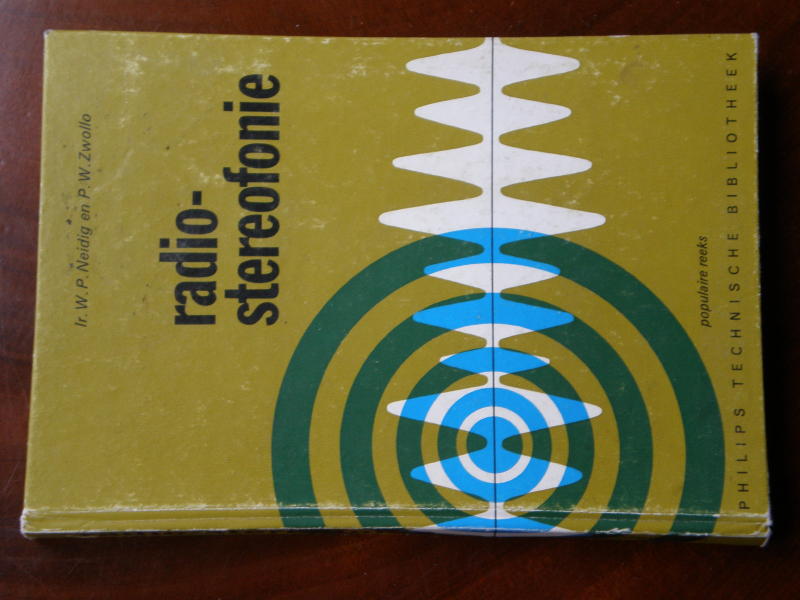 Ir. W. P. Neidig en P. W. Zwollo
radio-
stereofonie
populaire reeks
PHILIPS TECHNISCHE BIBLIOTHEEK